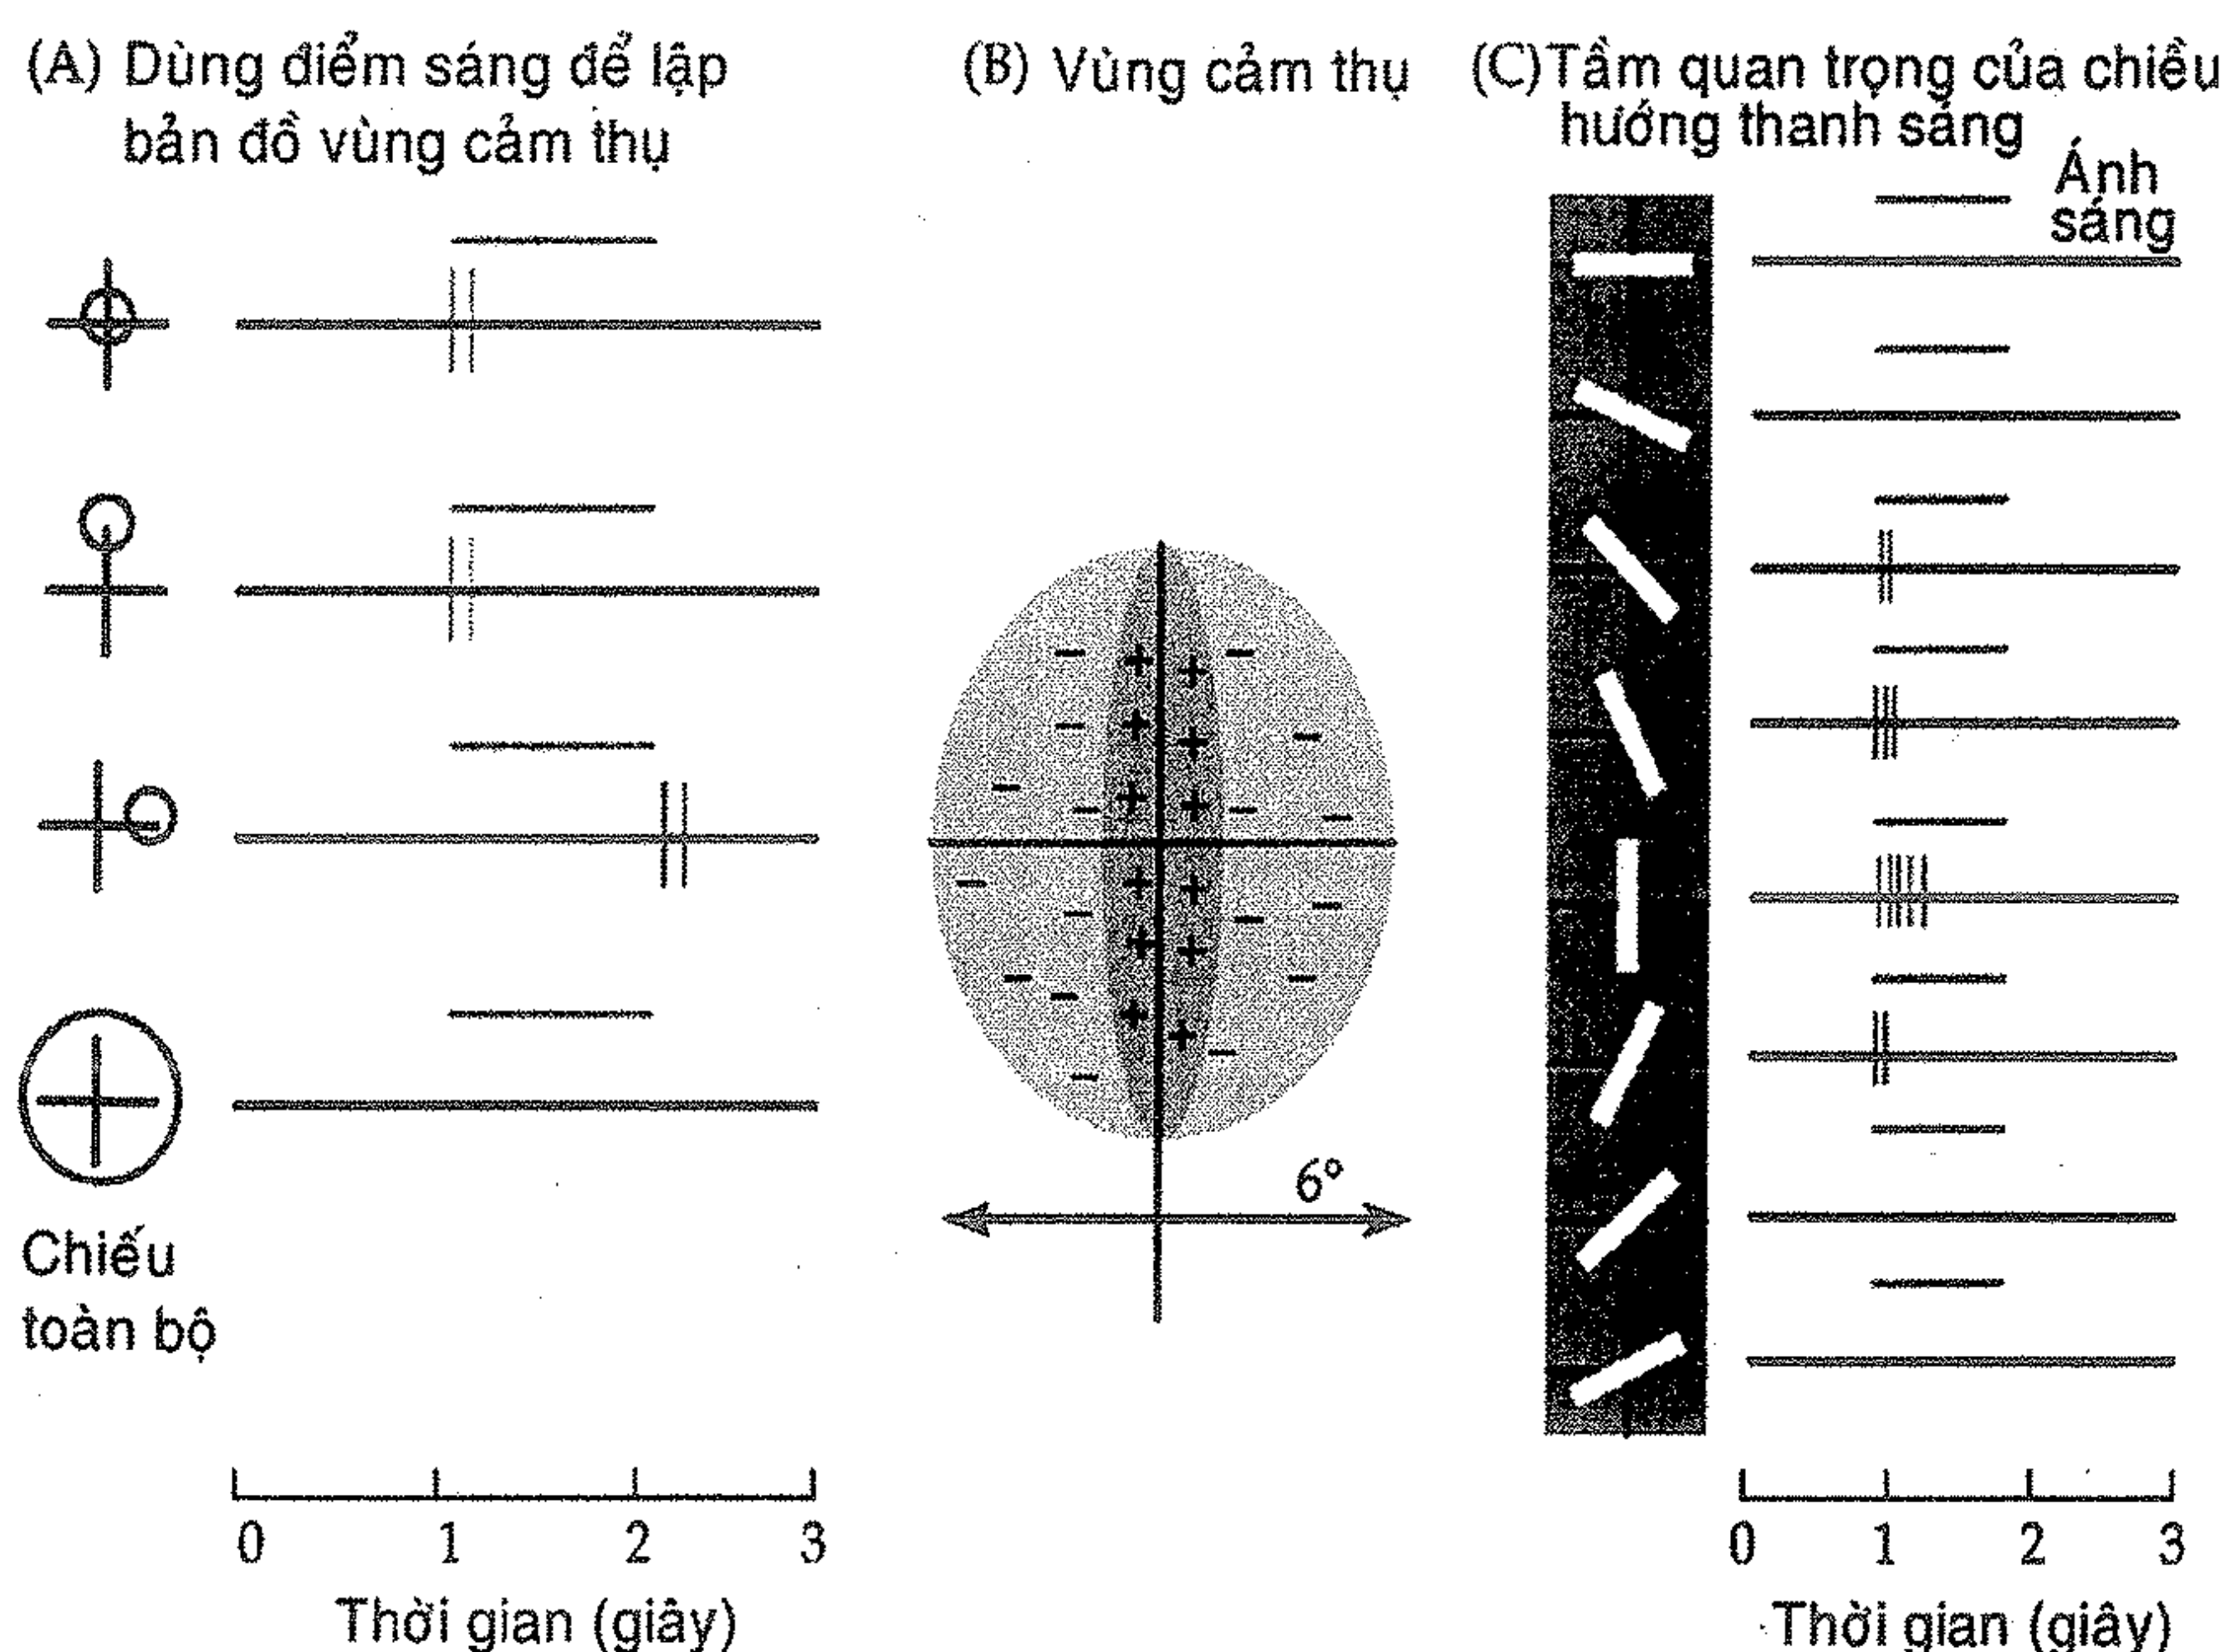 (A) Dùng điểm sáng để lập
bản đồ vùng cảm thụ
Chiếu
toàn bộ
0 1 2 3
Thời gian (giây)
(B) Vùng cảm thụ
6°
(C) Tầm quan trọng của chiều
hướng thanh sáng
Ánh
sáng
0 1 2 3
Thời gian (giây)